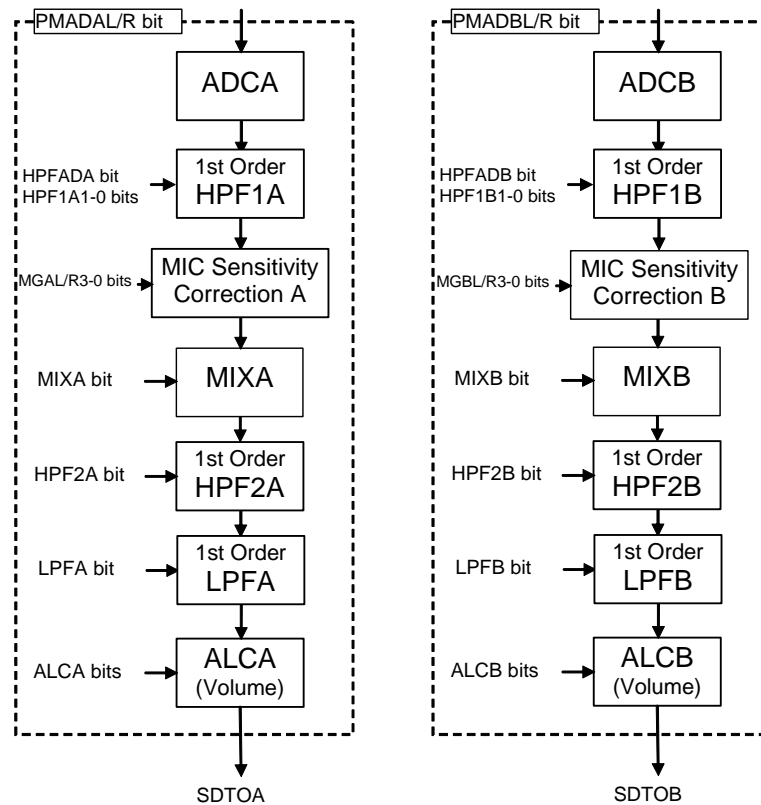 PMADAL/R bit
ADCA
HPFADA bit
HPF1A1-0 bits
1st Order
HPF1A
MGAL/R3-0 bits
MIC Sensitivity
Correction A
MIXA bit
MIXA
HPF2A bit
1st Order
HPF2A
LPFA bit
1st Order
LPFA
ALCA bits
ALCA
(Volume)
SDTOA
PMADBL/R bit
ADCB
HPFADB bit
HPF1B1-0 bits
1st Order
HPF1B
MGBL/R3-0 bits
MIC Sensitivity
Correction B
MIXB bit
MIXB
HPF2B bit
1st Order
HPF2B
LPFB bit
1st Order
LPFB
ALCB bits
ALCB
(Volume)
SDTOB